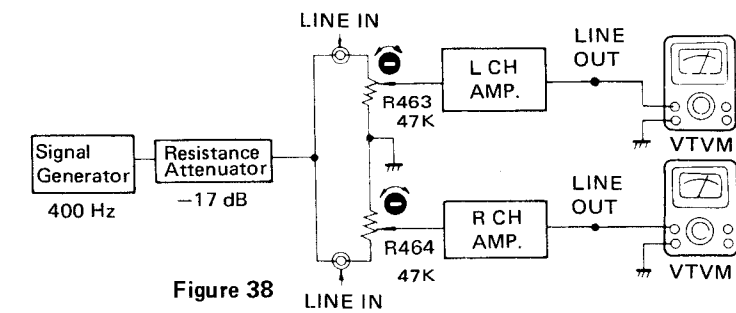 LINE IN
L CH
AMP.
LINE
OUT
R463
47K
VTVM
Signal
Generator
400 Hz
Resistance
Attenuator
−17 dB
R464
47K
R CH
AMP.
LINE
OUT
VTVM
Figure 38
LINE IN